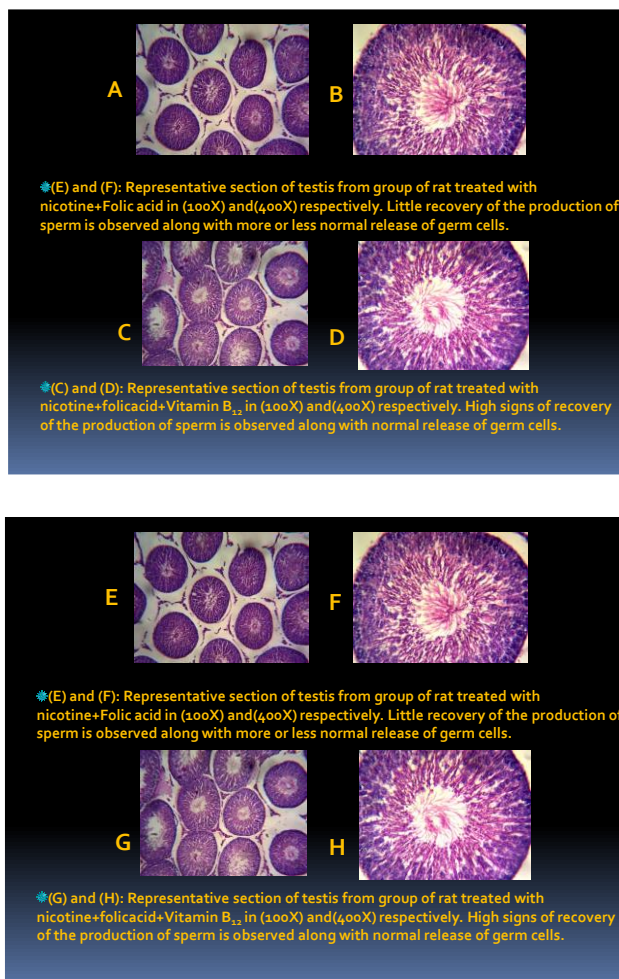 A
B
(E) and (F): Representative section of testis from group of rat treated with
nicotine+Folic acid in (100X) and(400X) respectively. Little recovery of the production of
sperm is observed along with more or less normal release of germ cells.
C
D
(C) and (D): Representative section of testis from group of rat treated with
nicotine+folicacid+Vitamin B₁₂ in (100X) and(400X) respectively. High signs of recovery
of the production of sperm is observed along with normal release of germ cells.
E
F
(E) and (F): Representative section of testis from group of rat treated with
nicotine+Folic acid in (100X) and(400X) respectively. Little recovery of the production of
sperm is observed along with more or less normal release of germ cells.
G
H
(G) and (H): Representative section of testis from group of rat treated with
nicotine+folicacid+Vitamin B₁₂ in (100X) and(400X) respectively. High signs of recovery
of the production of sperm is observed along with normal release of germ cells.